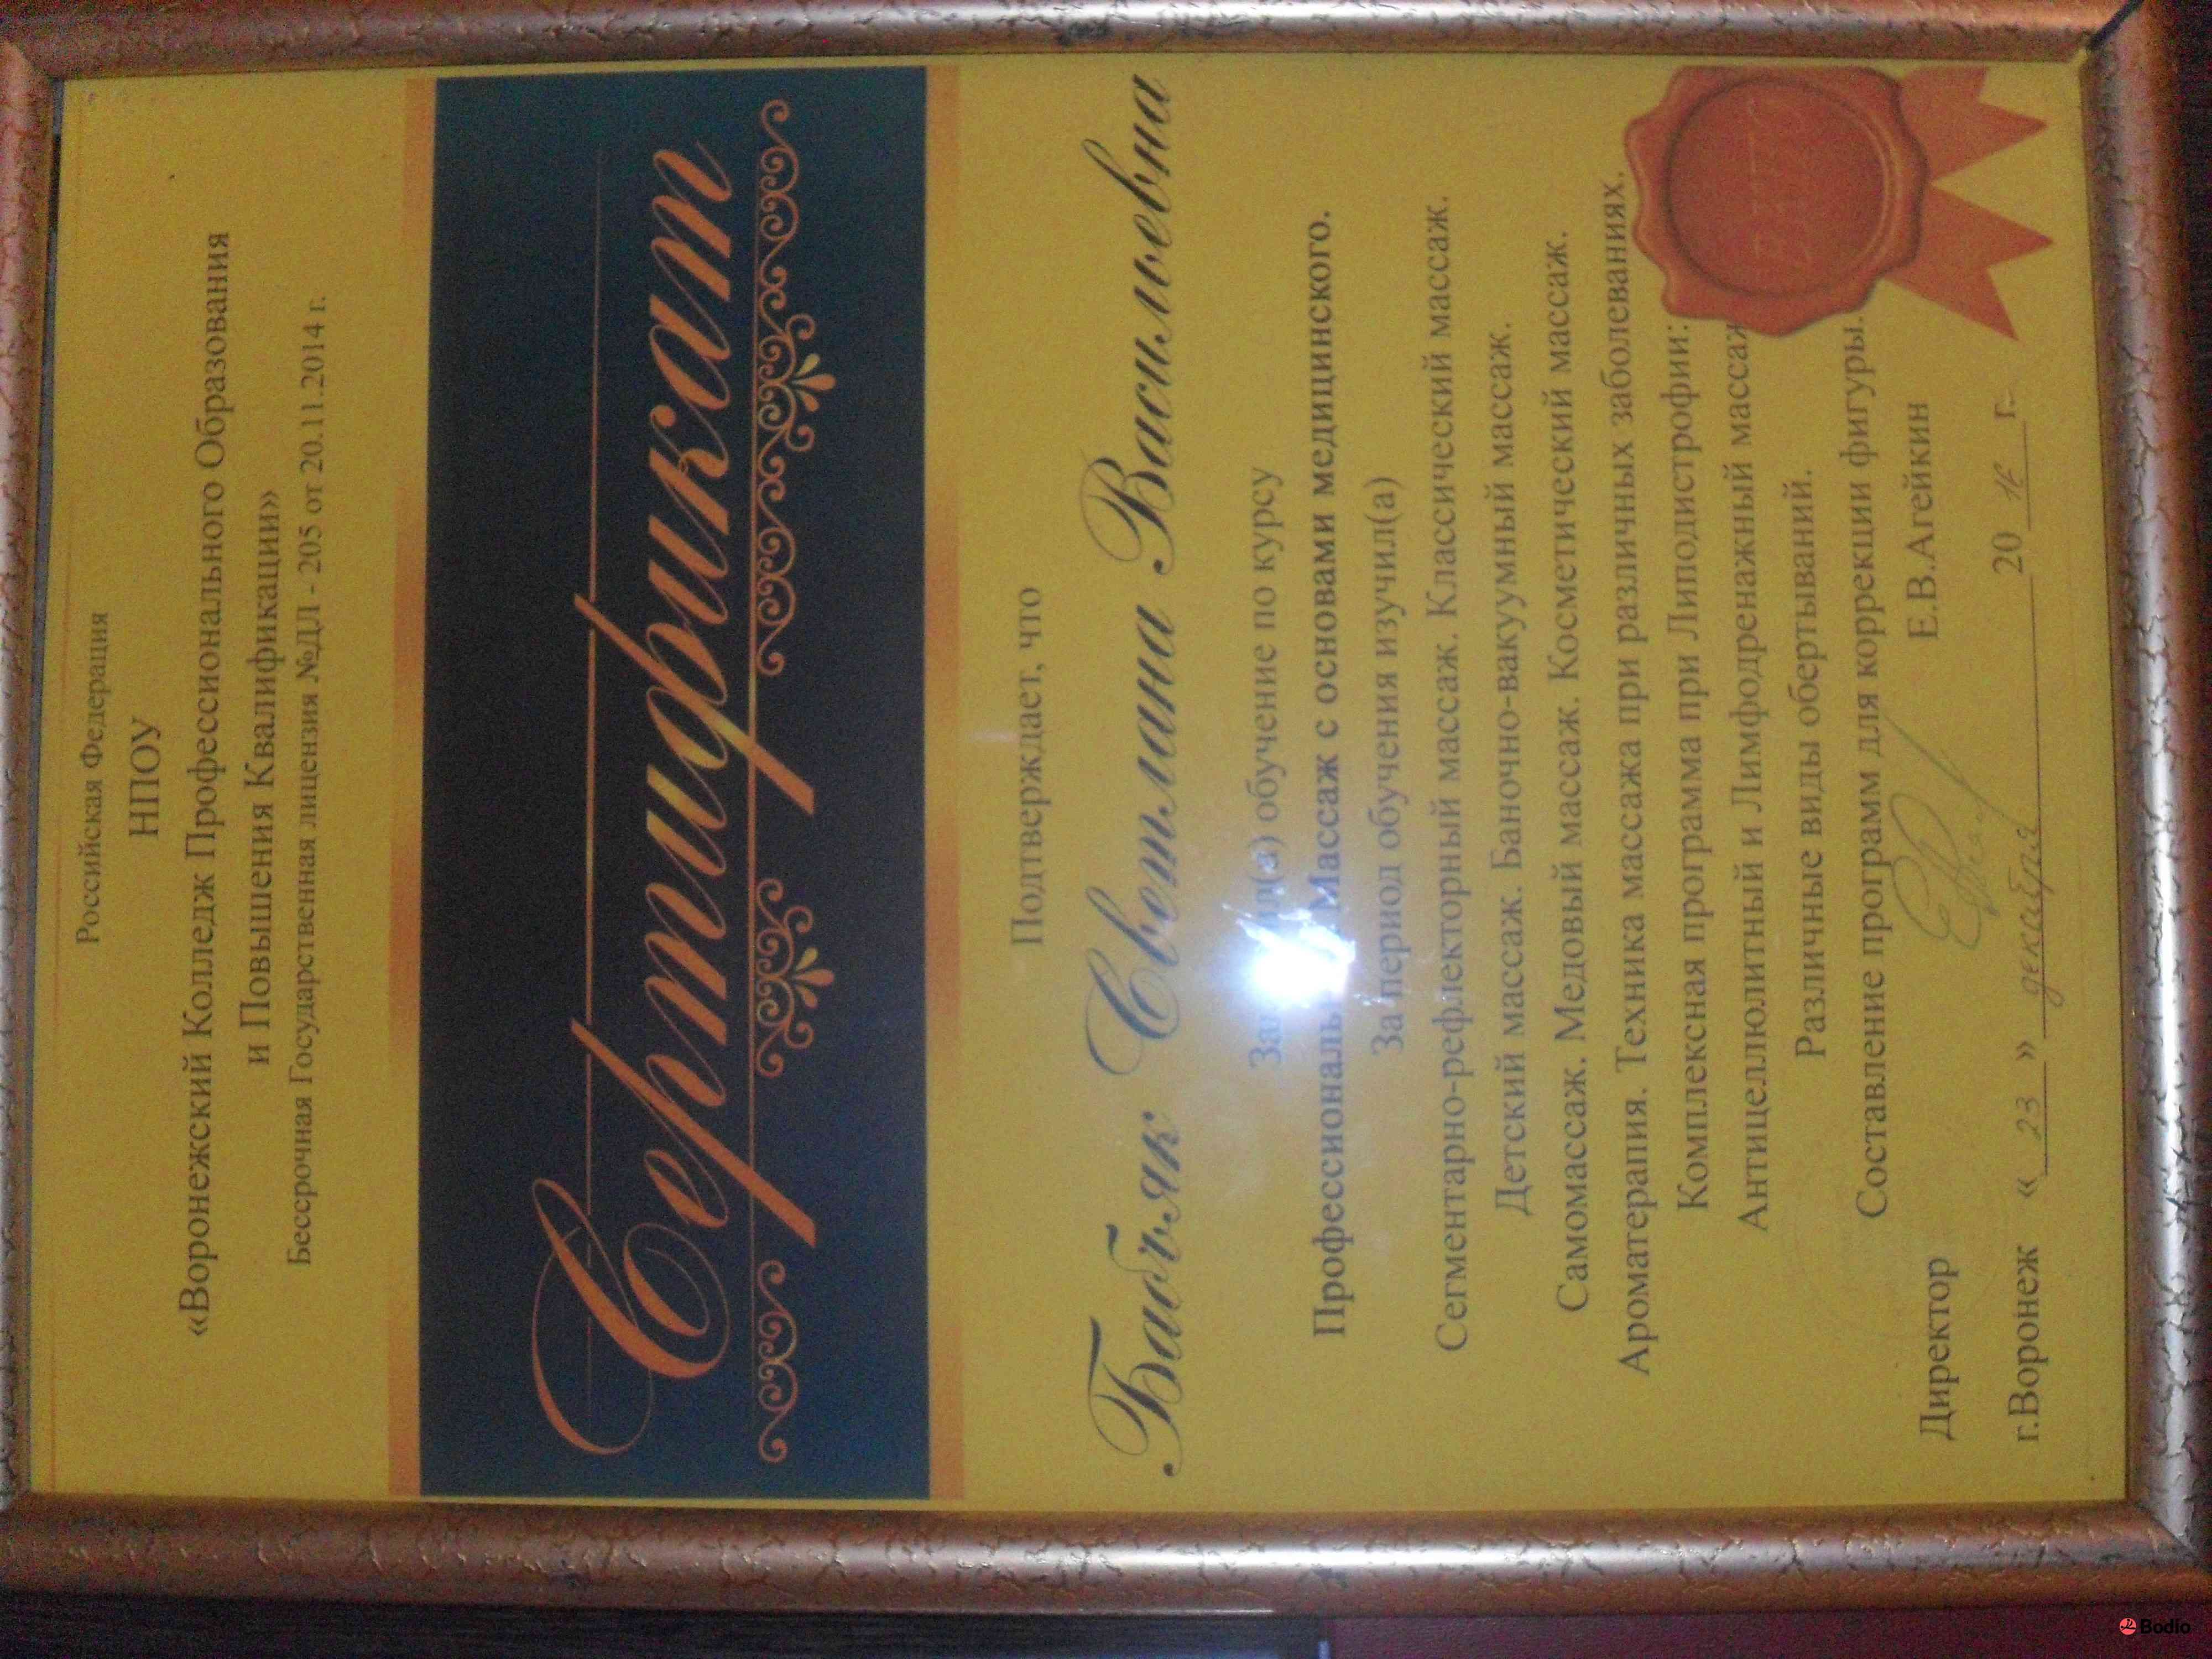 Российская Федерация
НПОУ
«Воронежский Колледж Профессионального Образования
и Повышения Квалификации»
Бессрочная Государственная лицензия №ДЛ - 205 от 20.11.2014 г.
Сертификат
Подтверждает, что
Бабъяк Светлана Васильевна
обучение по курсу
Массаж с основами медицинского.
За период обучения изучил(а)
Сегментарно-рефлекторный массаж. Классический массаж.
Детский массаж. Баночно-вакуумный массаж.
Самомассаж. Медовый массаж. Косметический массаж.
Ароматерапия. Техника массажа при различных заболеваниях.
Комплексная программа при Липодистрофии:
Антицеллюлитный и Лимфодренажный массаж
Различные виды обертываний.
Составление программ для коррекции фигуры.
Директор Е.В.Агейкин
г.Воронеж « 23 » декабря 20 г.
Bodio